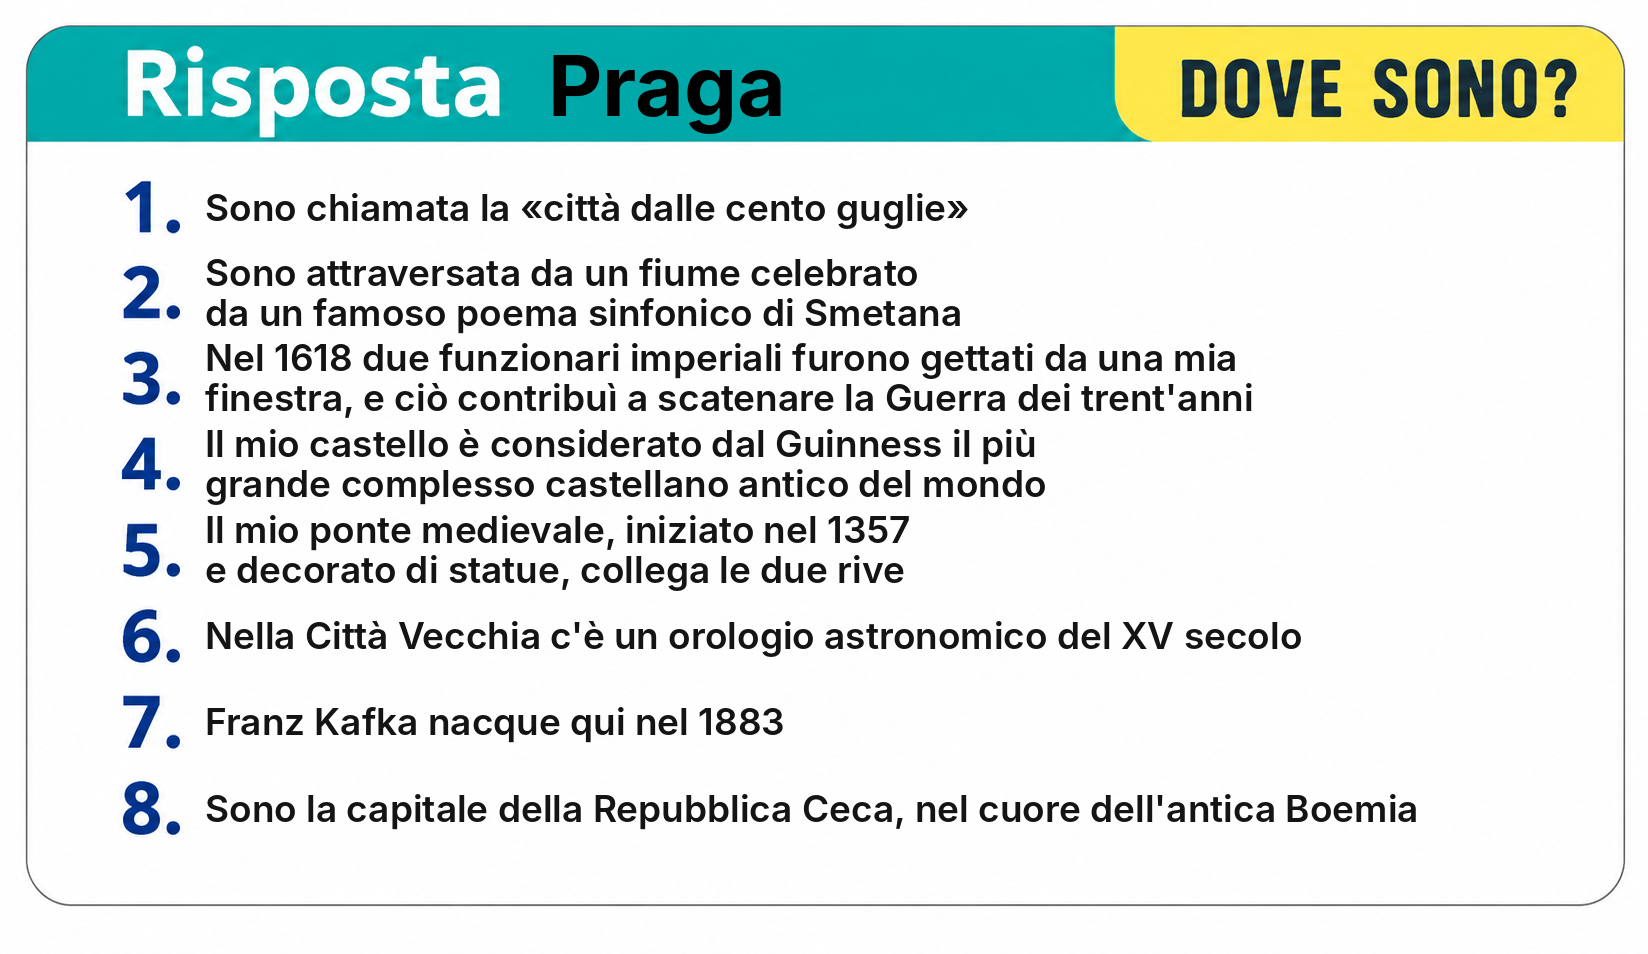 Risposta Praga
DOVE SONO?
1. Sono chiamata la «città dalle cento guglie»
2. Sono attraversata da un fiume celebrato
da un famoso poema sinfonico di Smetana
3. Nel 1618 due funzionari imperiali furono gettati da una mia
finestra, e ciò contribuì a scatenare la Guerra dei trent'anni
4. Il mio castello è considerato dal Guinness il più
grande complesso castellano antico del mondo
5. Il mio ponte medievale, iniziato nel 1357
e decorato di statue, collega le due rive
6. Nella Città Vecchia c'è un orologio astronomico del XV secolo
7. Franz Kafka nacque qui nel 1883
8. Sono la capitale della Repubblica Ceca, nel cuore dell'antica Boemia